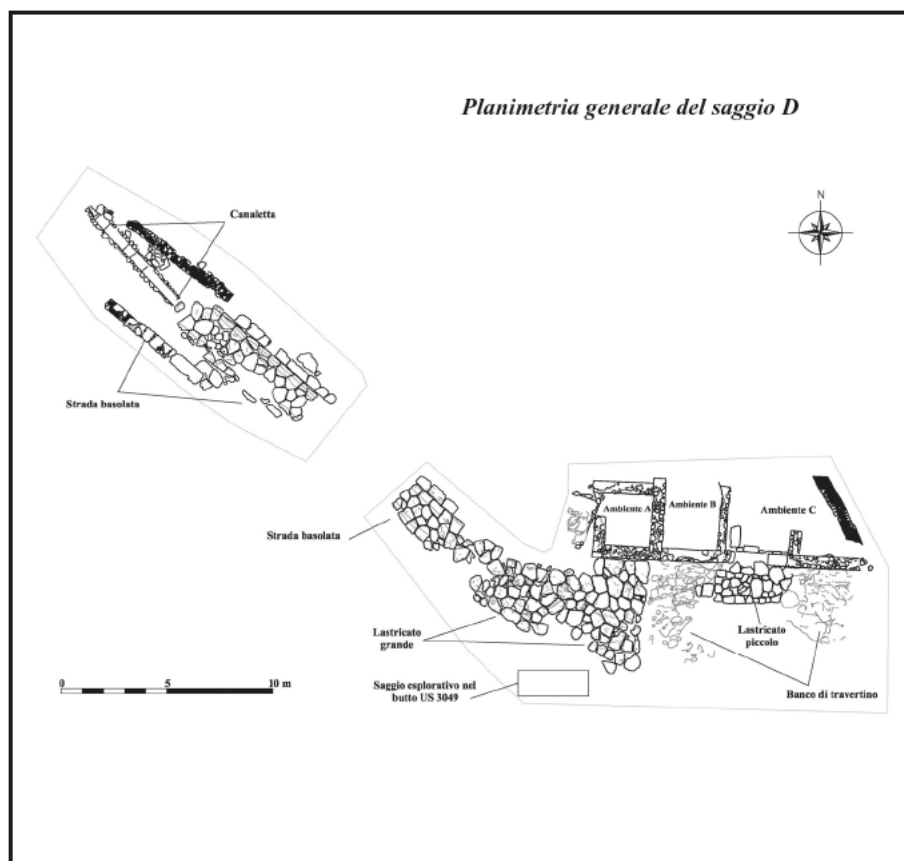 Planimetria generale del saggio D
N
Canaletta
Strada basolata
Ambiente A
Ambiente B
Ambiente C
Strada basolata
Lastricato
grande
Lastricato
piccolo
Banco di travertino
Saggio esplorativo nel
butto US 3049
0 5 10 m